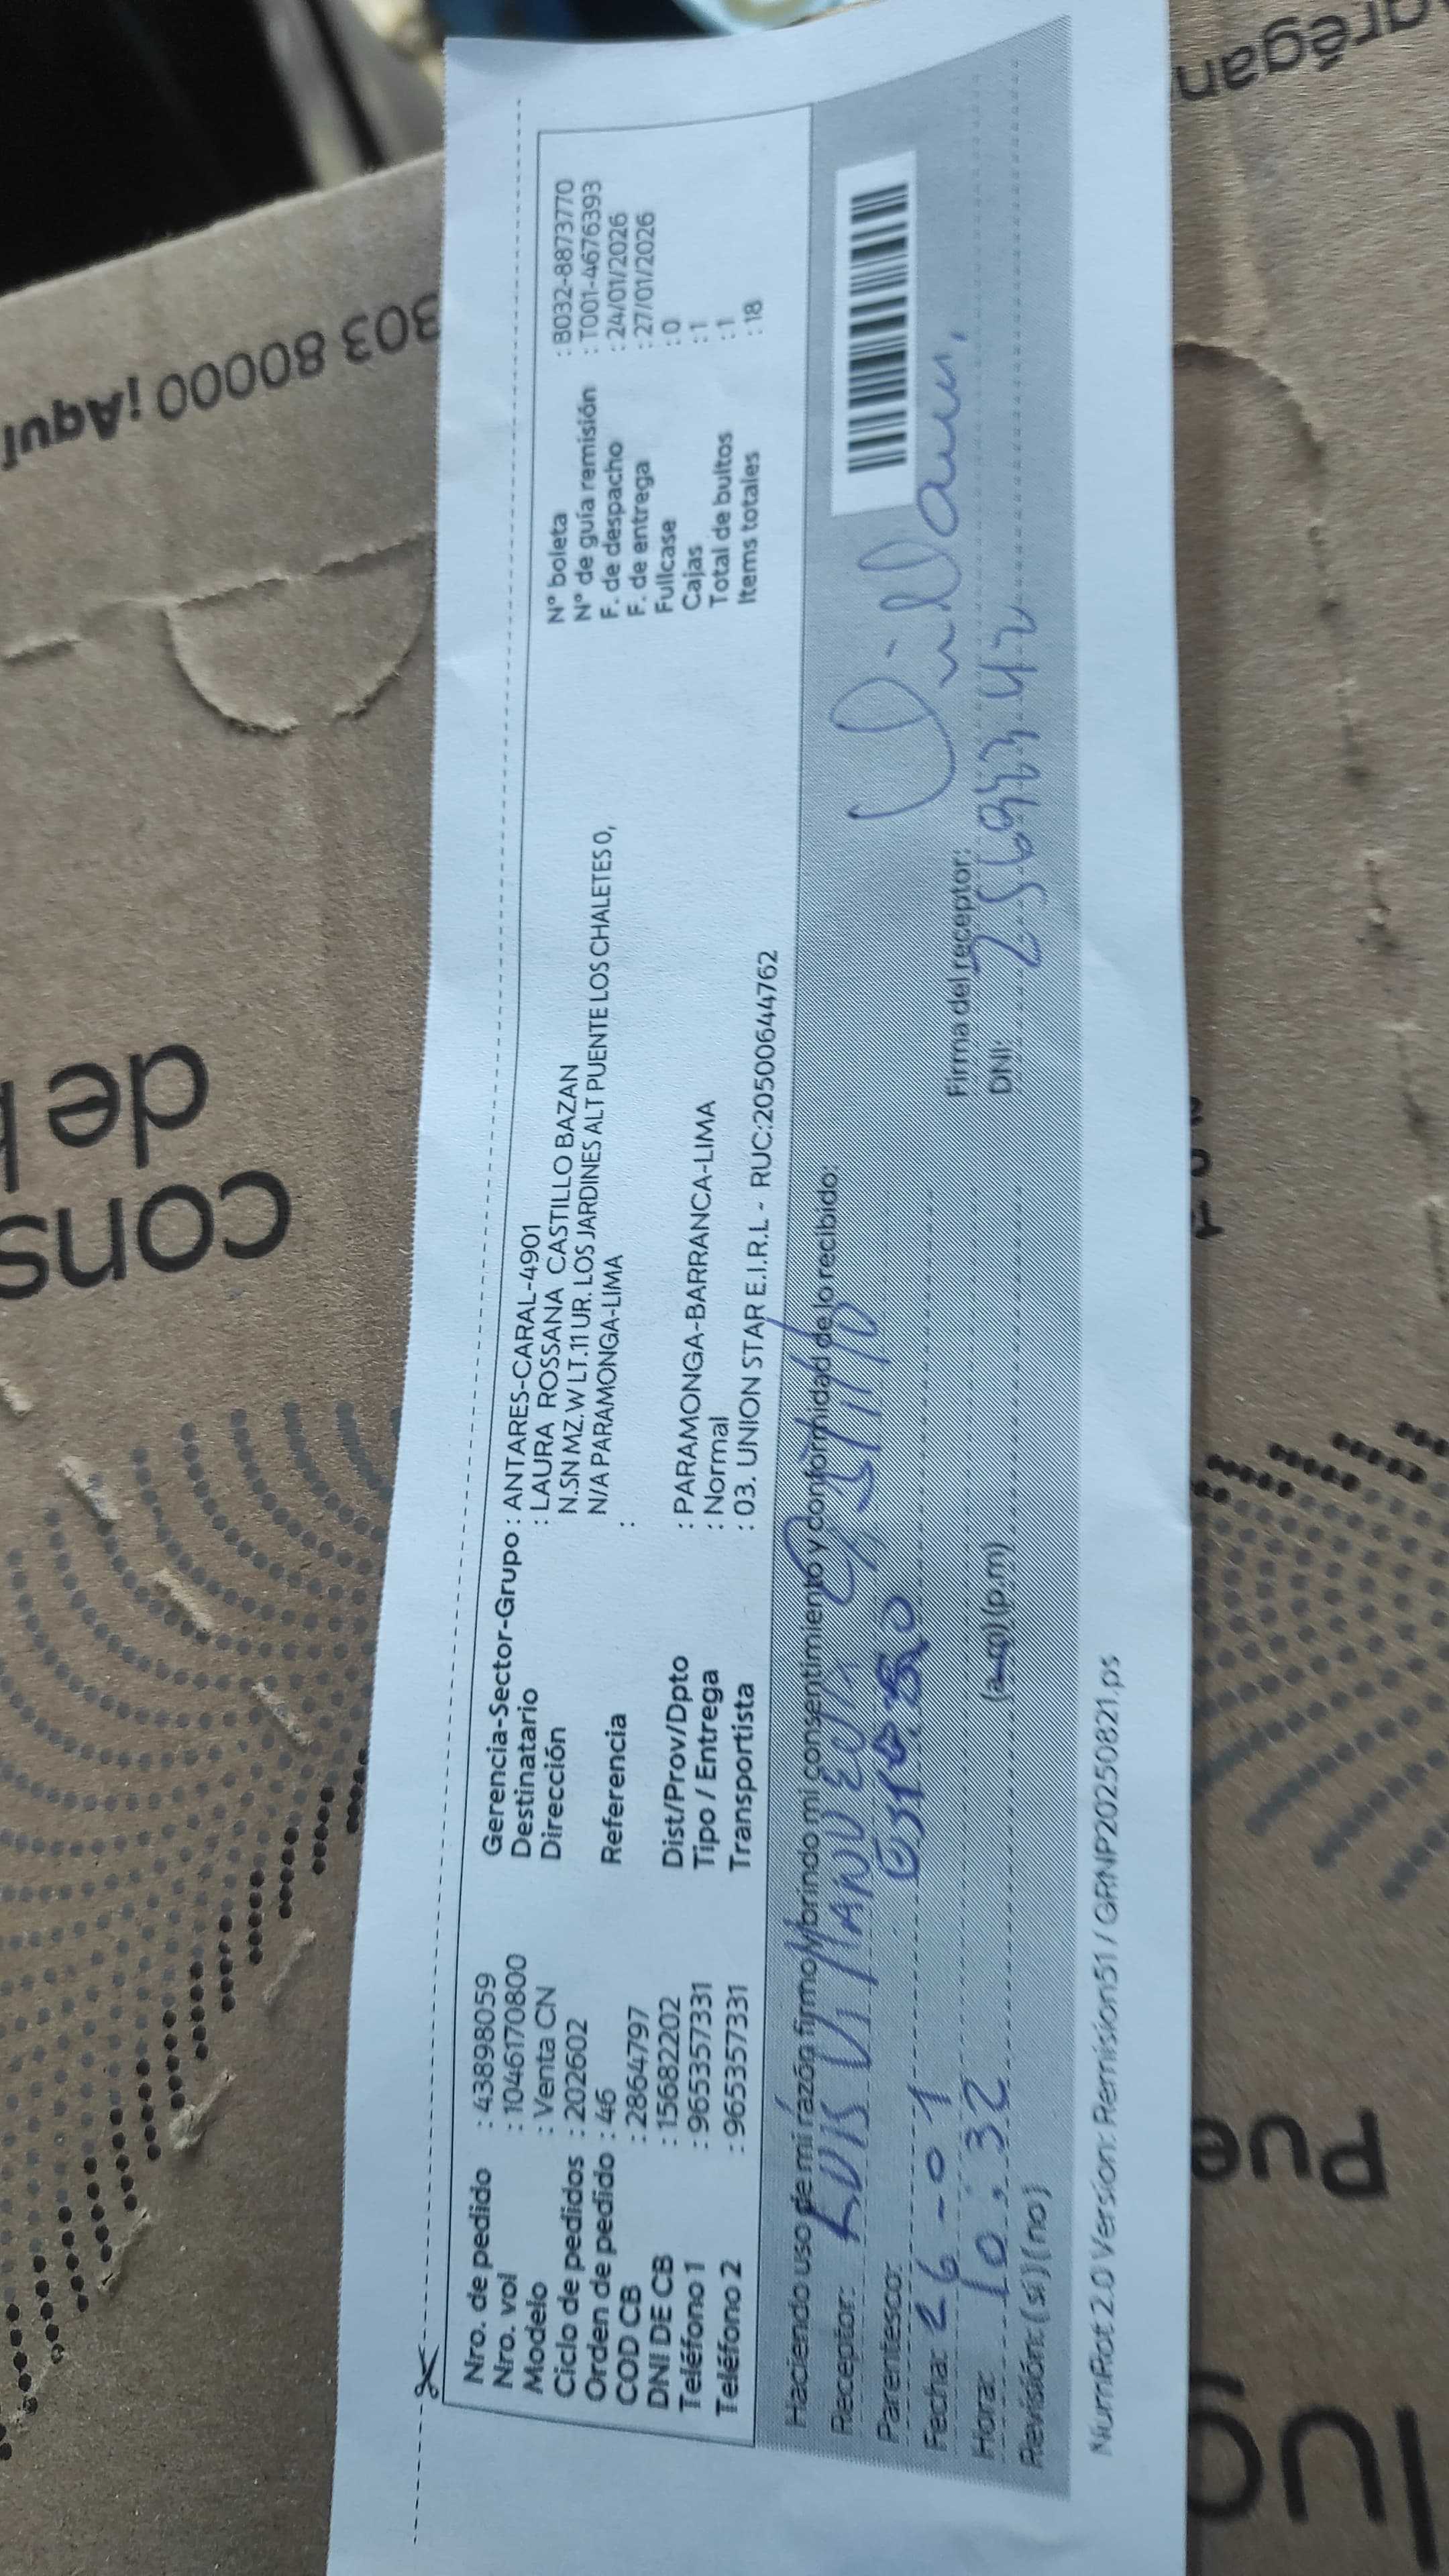 Nro. de pedido : 43898059
Nro. vol : 1046170800
Modelo : Venta CN
Ciclo de pedidos : 202602
Orden de pedido : 46
COD CB : 2864797
DNI DE CB : 15682202
Teléfono 1 : 965357331
Teléfono 2 : 965357331
Gerencia-Sector-Grupo : ANTARES-CARAL-4901
Destinatario : LAURA ROSSANA CASTILLO BAZAN
Dirección N.SN MZ.W LT.11 UR. LOS JARDINES ALT PUENTE LOS CHALETES 0,
N/A PARAMONGA-LIMA
Referencia :
Dist/Prov/Dpto : PARAMONGA-BARRANCA-LIMA
Tipo / Entrega : Normal
Transportista : 03. UNION STAR E.I.R.L - RUC:20500644762
N° boleta : B032-8873770
N° de guía remisión : T001-4676393
F. de despacho : 24/01/2026
F. de entrega : 27/01/2026
Fullcase : 0
Cajas : 1
Total de bultos : 1
Items totales : 18
Haciendo uso de mi razón firmo y brindo mi consentimiento y conformidad de lo recibido:
Receptor: LUIS
Parentesco:
Fecha: 26-01
Hora: 10:32 (a.m)(p.m)
Revisión: (si)(no)
Firma del receptor:
DNI:
NumRot 2.0 Version: Remision51 / GRNP20250821.ps
303 80000 ¡Aquí
cons
de